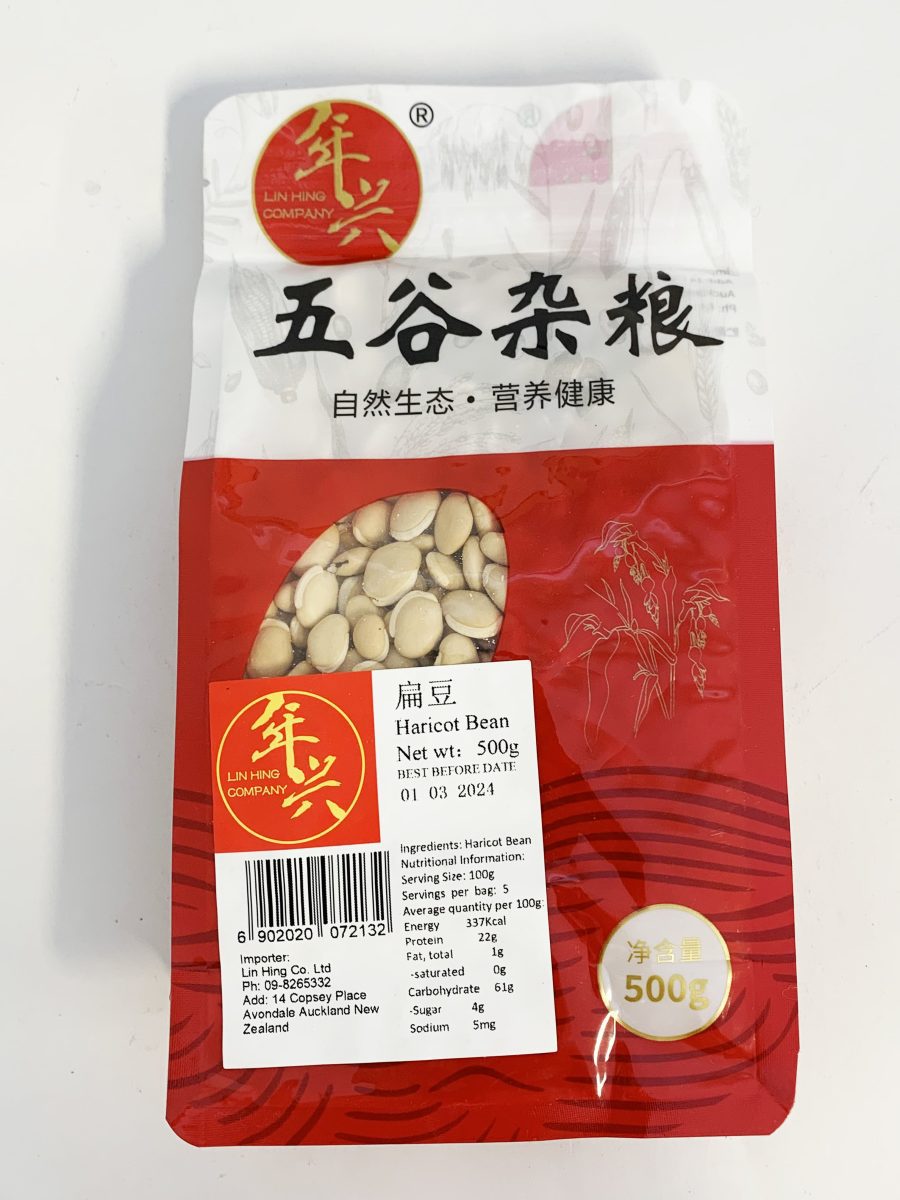 ®
年兴
LIN HING
COMPANY
五谷杂粮
自然生态·营养健康
年兴
LIN HING
COMPANY
扁豆
Haricot Bean
Net wt: 500g
BEST BEFORE DATE
01 03 2024
Ingredients: Haricot Bean
Nutritional Information:
Serving Size: 100g
Servings per bag: 5
Average quantity per 100g:
Energy 337Kcal
Protein 22g
Fat, total 1g
-saturated 0g
Carbohydrate 61g
-Sugar 4g
Sodium 5mg
6 902020 072132
Importer:
Lin Hing Co. Ltd
Ph: 09-8265332
Add: 14 Copsey Place
Avondale Auckland New
Zealand
净含量
500g